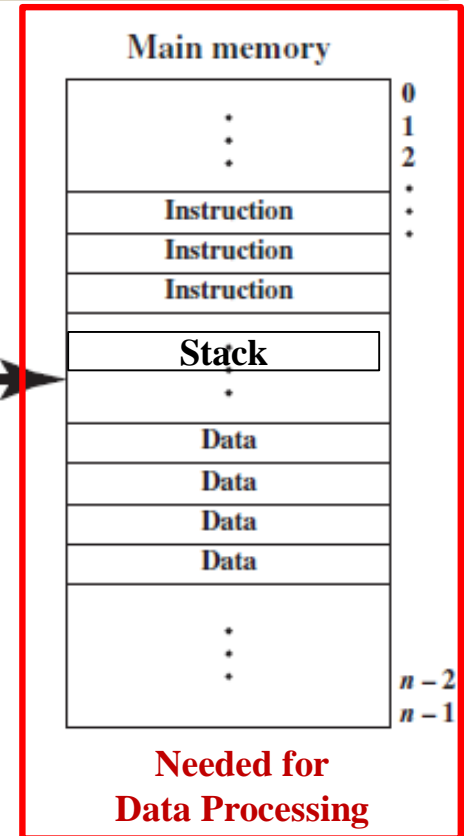 Main memory
0
1
2
Instruction
Instruction
Instruction
Stack
Data
Data
Data
Data
n – 2
n – 1
Needed for
Data Processing